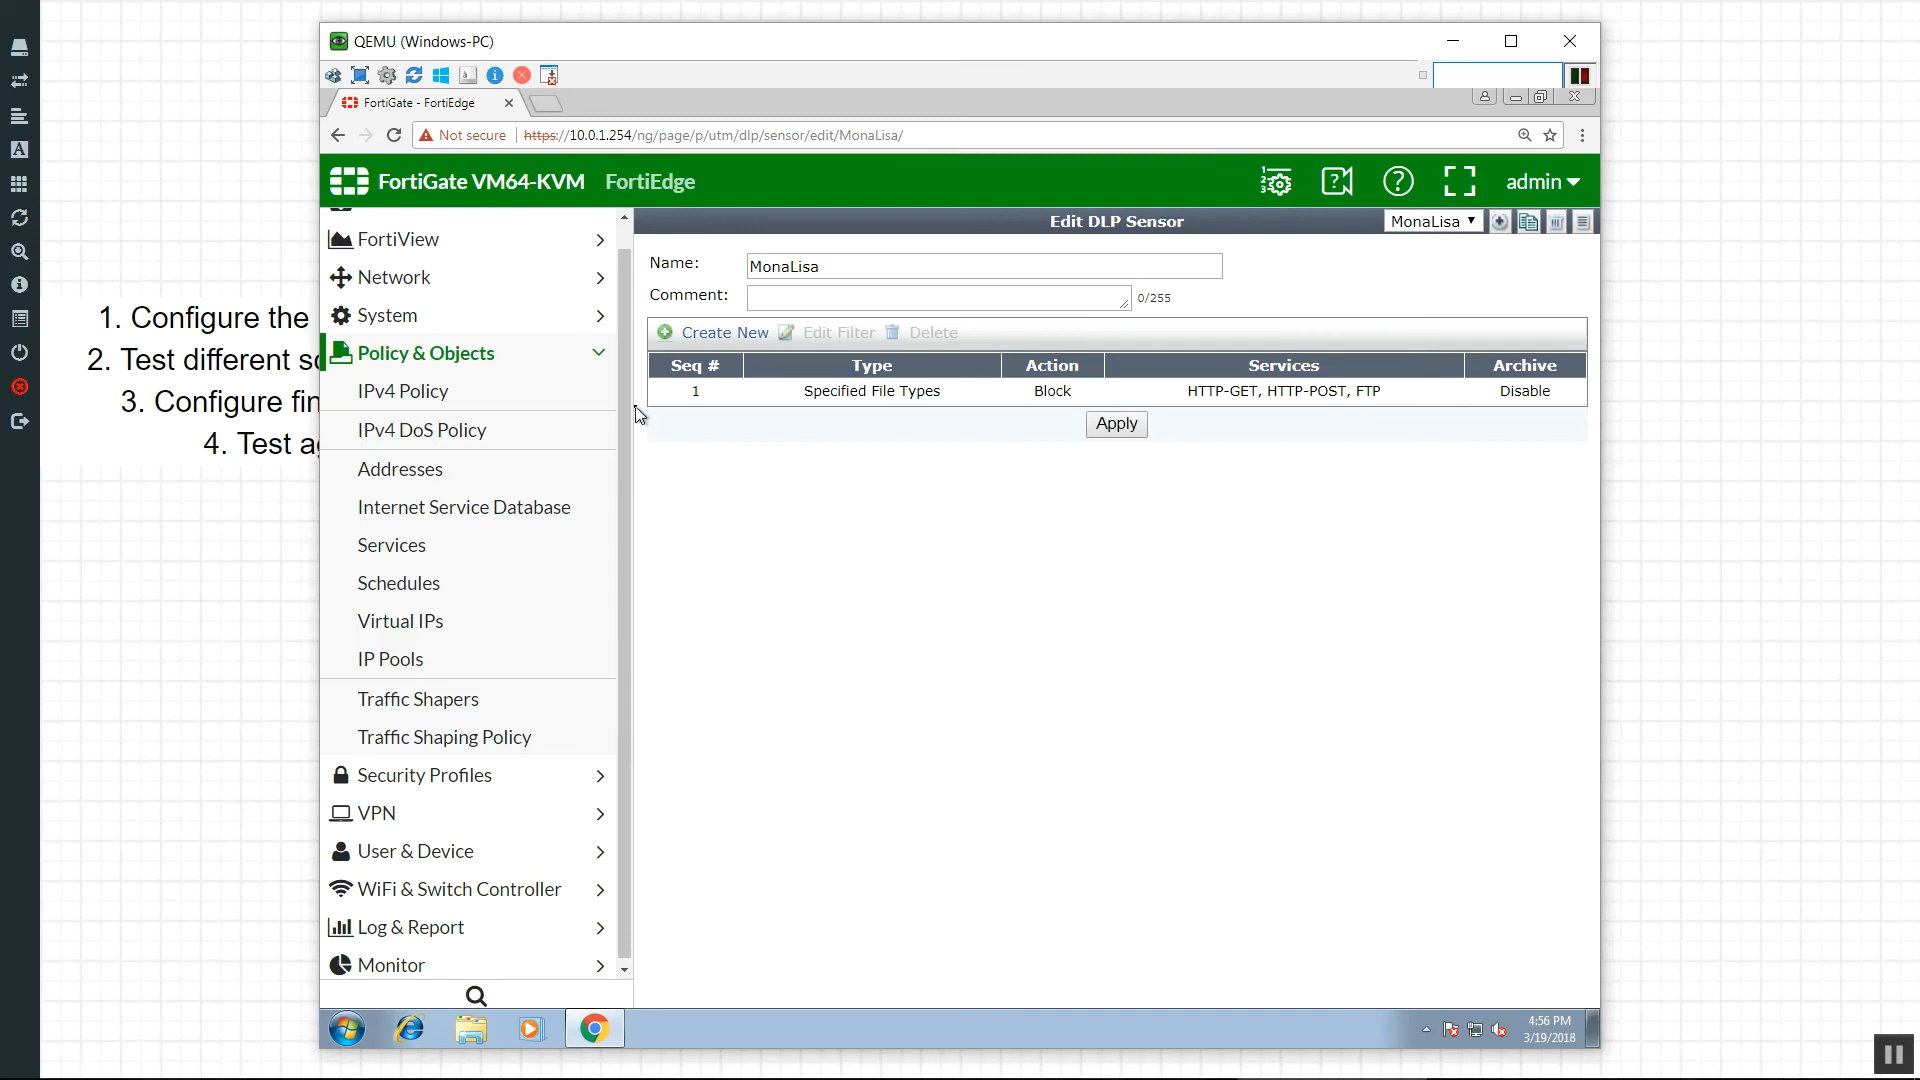 QEMU (Windows-PC)
FortiGate - FortiEdge
Not secure https://10.0.1.254/ng/page/p/utm/dlp/sensor/edit/MonaLisa/
FortiGate VM64-KVM FortiEdge admin
Edit DLP Sensor MonaLisa
FortiView
Network
System
Policy & Objects
IPv4 Policy
IPv4 DoS Policy
Addresses
Internet Service Database
Services
Schedules
Virtual IPs
IP Pools
Traffic Shapers
Traffic Shaping Policy
Security Profiles
VPN
User & Device
WiFi & Switch Controller
Log & Report
Monitor
Name: MonaLisa
Comment: 0/255
Create New Edit Filter Delete
Seq # Type Action Services Archive
1 Specified File Types Block HTTP-GET, HTTP-POST, FTP Disable
Apply
1. Configure the
2. Test different
3. Configure
4. Test
4:56 PM
3/19/2018